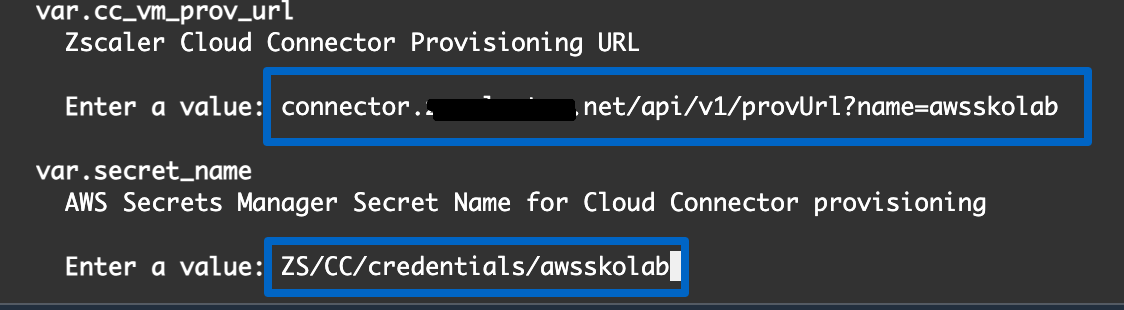 var.cc_vm_prov_url
Zscaler Cloud Connector Provisioning URL
Enter a value: connector. .net/api/v1/provUrl?name=awsskolab
var.secret_name
AWS Secrets Manager Secret Name for Cloud Connector provisioning
Enter a value: ZS/CC/credentials/awsskolab